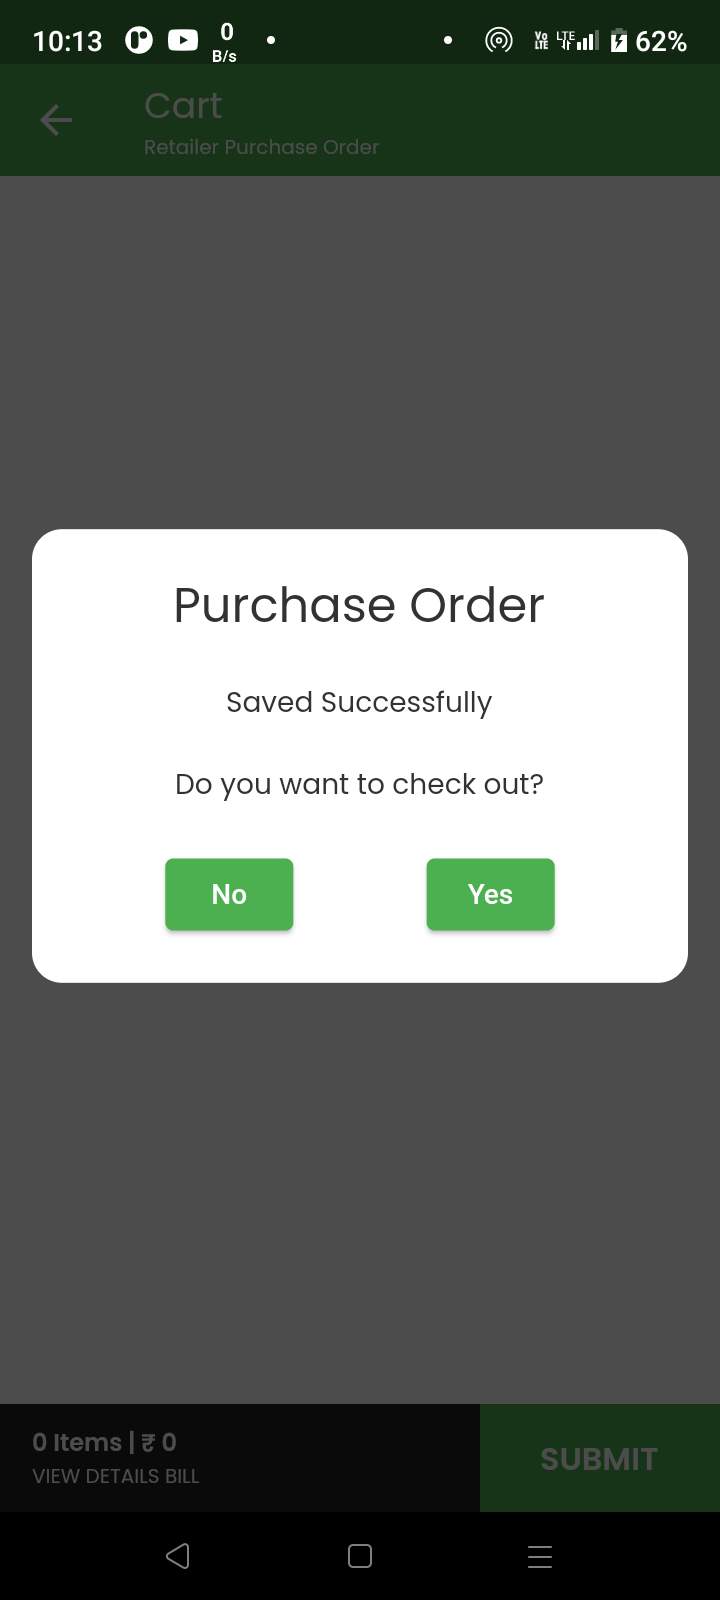 10:13
0
B/s
Vo
LTE
LTE
62%
Cart
Retailer Purchase Order
Purchase Order
Saved Successfully
Do you want to check out?
No
Yes
0 Items | ₹ 0
VIEW DETAILS BILL
SUBMIT